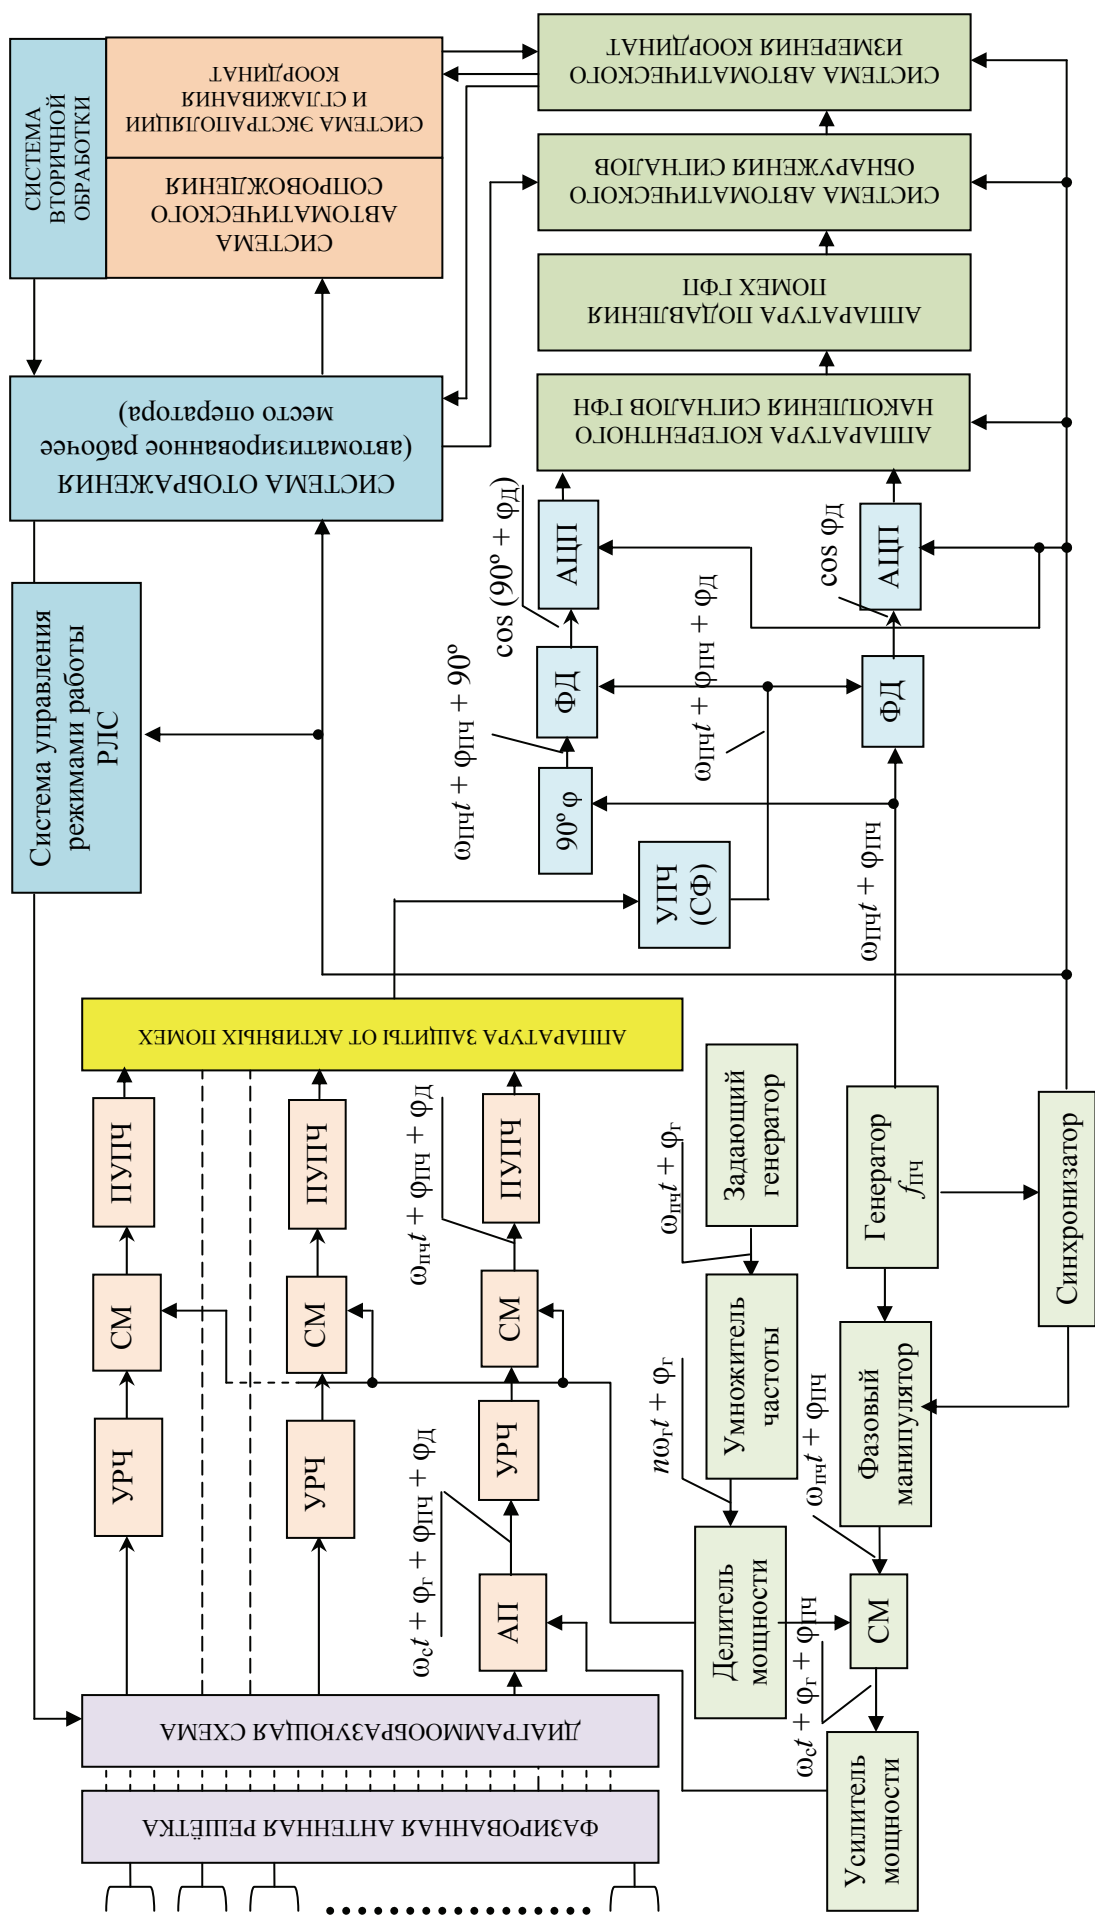 ФАЗИРОВАННАЯ АНТЕННАЯ РЕШЁТКА
ДИАГРАММООБРАЗУЮЩАЯ СХЕМА
УРЧ
СМ
ПУПЧ
УРЧ
СМ
ПУПЧ
ωсt + φг + φПЧ + φД
АП
УРЧ
СМ
ωпчt + φПЧ + φД
ПУПЧ
АППАРАТУРА ЗАЩИТЫ ОТ АКТИВНЫХ ПОМЕХ
Система управления
режимами работы
РЛС
СИСТЕМА ОТОБРАЖЕНИЯ
(автоматизированное рабочее
место оператора)
СИСТЕМА
ВТОРИЧНОЙ
ОБРАБОТКИ
СИСТЕМА
АВТОМАТИЧЕСКОГО
СОПРОВОЖДЕНИЯ
СИСТЕМА ЭКСТРАПОЛЯЦИИ
И СГЛАЖИВАНИЯ
КООРДИНАТ
УПЧ
(СФ)
90º φ
ωПЧt + φПЧ + 90º
ФД
cos (90º + φД)
АЦП
ωПЧt + φПЧ + φД
ωПЧt + φПЧ
ФД
cos φД
АЦП
АППАРАТУРА КОГЕРЕНТНОГО
НАКОПЛЕНИЯ СИГНАЛОВ ГФН
АППАРАТУРА ПОДАВЛЕНИЯ
ПОМЕХ ГФП
СИСТЕМА АВТОМАТИЧЕСКОГО
ОБНАРУЖЕНИЯ СИГНАЛОВ
СИСТЕМА АВТОМАТИЧЕСКОГО
ИЗМЕРЕНИЯ КООРДИНАТ
Делитель
мощности
nωгt + φг
Умножитель
частоты
ωпчt + φг
Задающий
генератор
Усилитель
мощности
ωсt + φг + φПЧ
СМ
ωпчt + φПЧ
Фазовый
манипулятор
Генератор
fПЧ
Синхронизатор